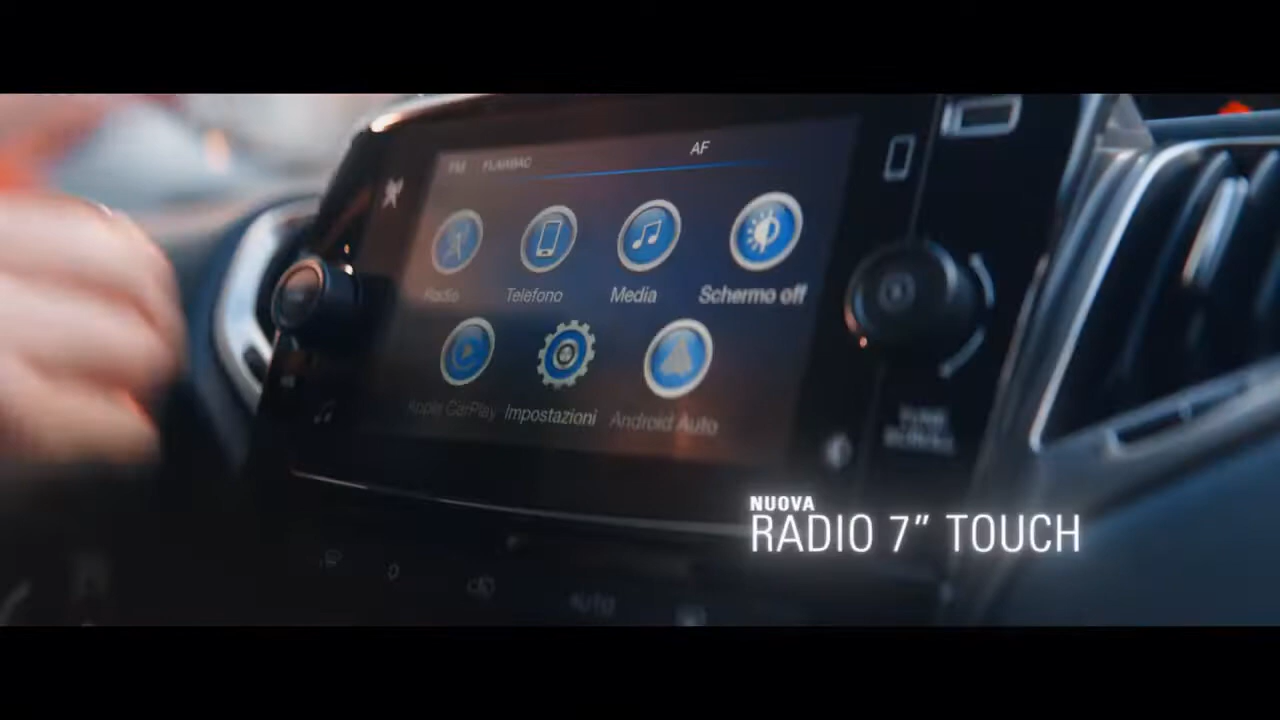 AF
Radio
Telefono
Media
Schermo off
Apple CarPlay
Impostazioni
Android Auto
NUOVA
RADIO 7” TOUCH